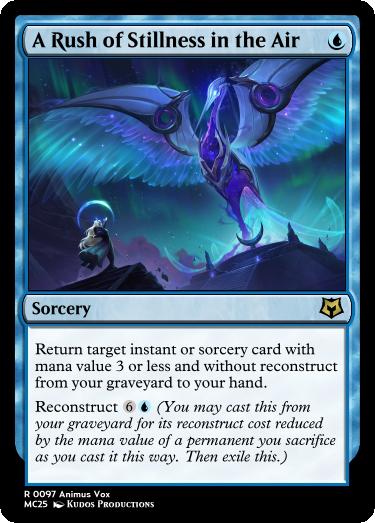 A Rush of Stillness in the Air
Sorcery
Return target instant or sorcery card with
mana value 3 or less and without reconstruct
from your graveyard to your hand.
Reconstruct 6 (You may cast this from
your graveyard for its reconstruct cost reduced
by the mana value of a permanent you sacrifice
as you cast it this way. Then exile this.)
R 0097 Animus Vox
MC25 Kudos Productions